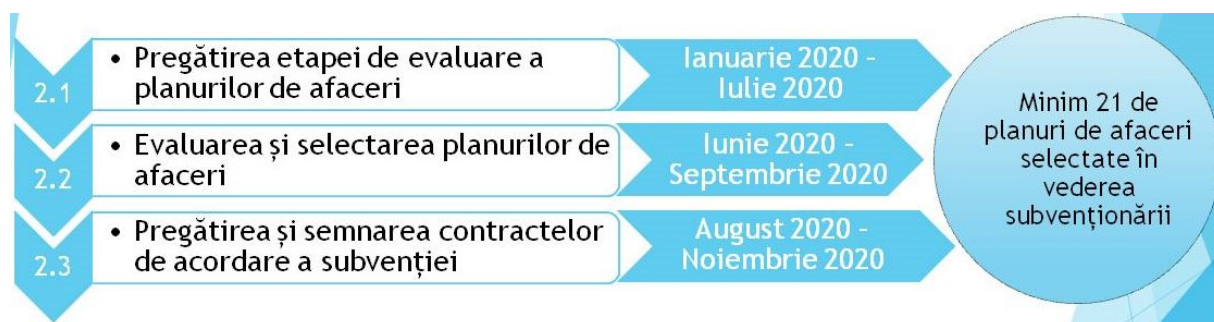 2.1
• Pregătirea etapei de evaluare a
planurilor de afaceri
Ianuarie 2020 -
Iulie 2020
2.2
• Evaluarea și selectarea planurilor de
afaceri
Iunie 2020 -
Septembrie 2020
2.3
• Pregătirea și semnarea contractelor
de acordare a subvenției
August 2020 -
Noiembrie 2020
Minim 21 de
planuri de afaceri
selectate în
vederea
subvenționării